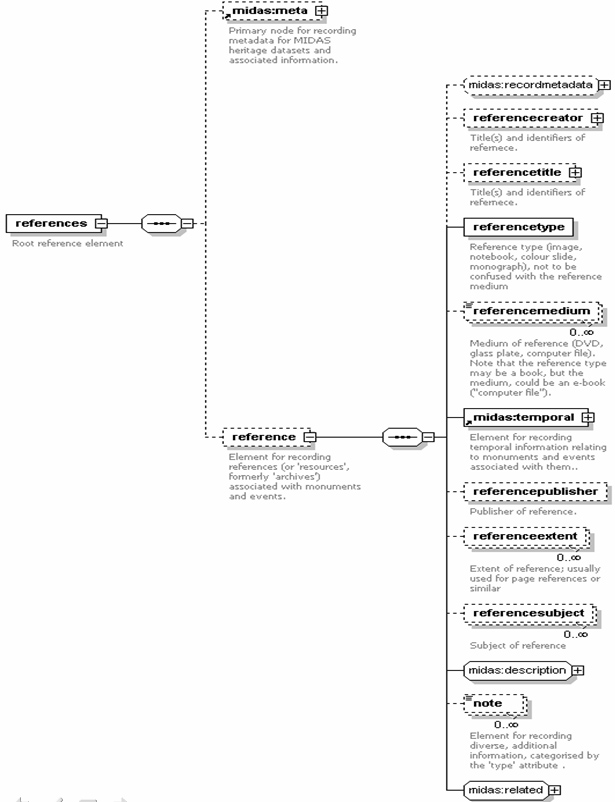 midas:meta
Primary node for recording
metadata for MIDAS
heritage datasets and
associated information.
references
Root reference element
reference
Element for recording
references (or 'resources',
formerly 'archives')
associated with monuments
and events.
midas:recordmetadata
referencecreator
Title(s) and identifiers of
refernece.
referencetitle
Title(s) and identifiers of
refernece.
referencetype
Reference type (image,
notebook, colour slide,
monograph), not to be
confused with the reference
medium
referencemedium
0..∞
Medium of reference (DVD,
glass plate, computer file).
Note that the reference type
may be a book, but the
medium, could be an e-book
("computer file").
midas:temporal
Element for recording
temporal information relating
to monuments and events
associated with them..
referencepublisher
Publisher of reference.
referenceextent
0..∞
Extent of reference; usually
used for page references or
similar
referencesubject
0..∞
Subject of reference
midas:description
note
0..∞
Element for recording
diverse, additional
information, categorised by
the 'type' attribute .
midas:related